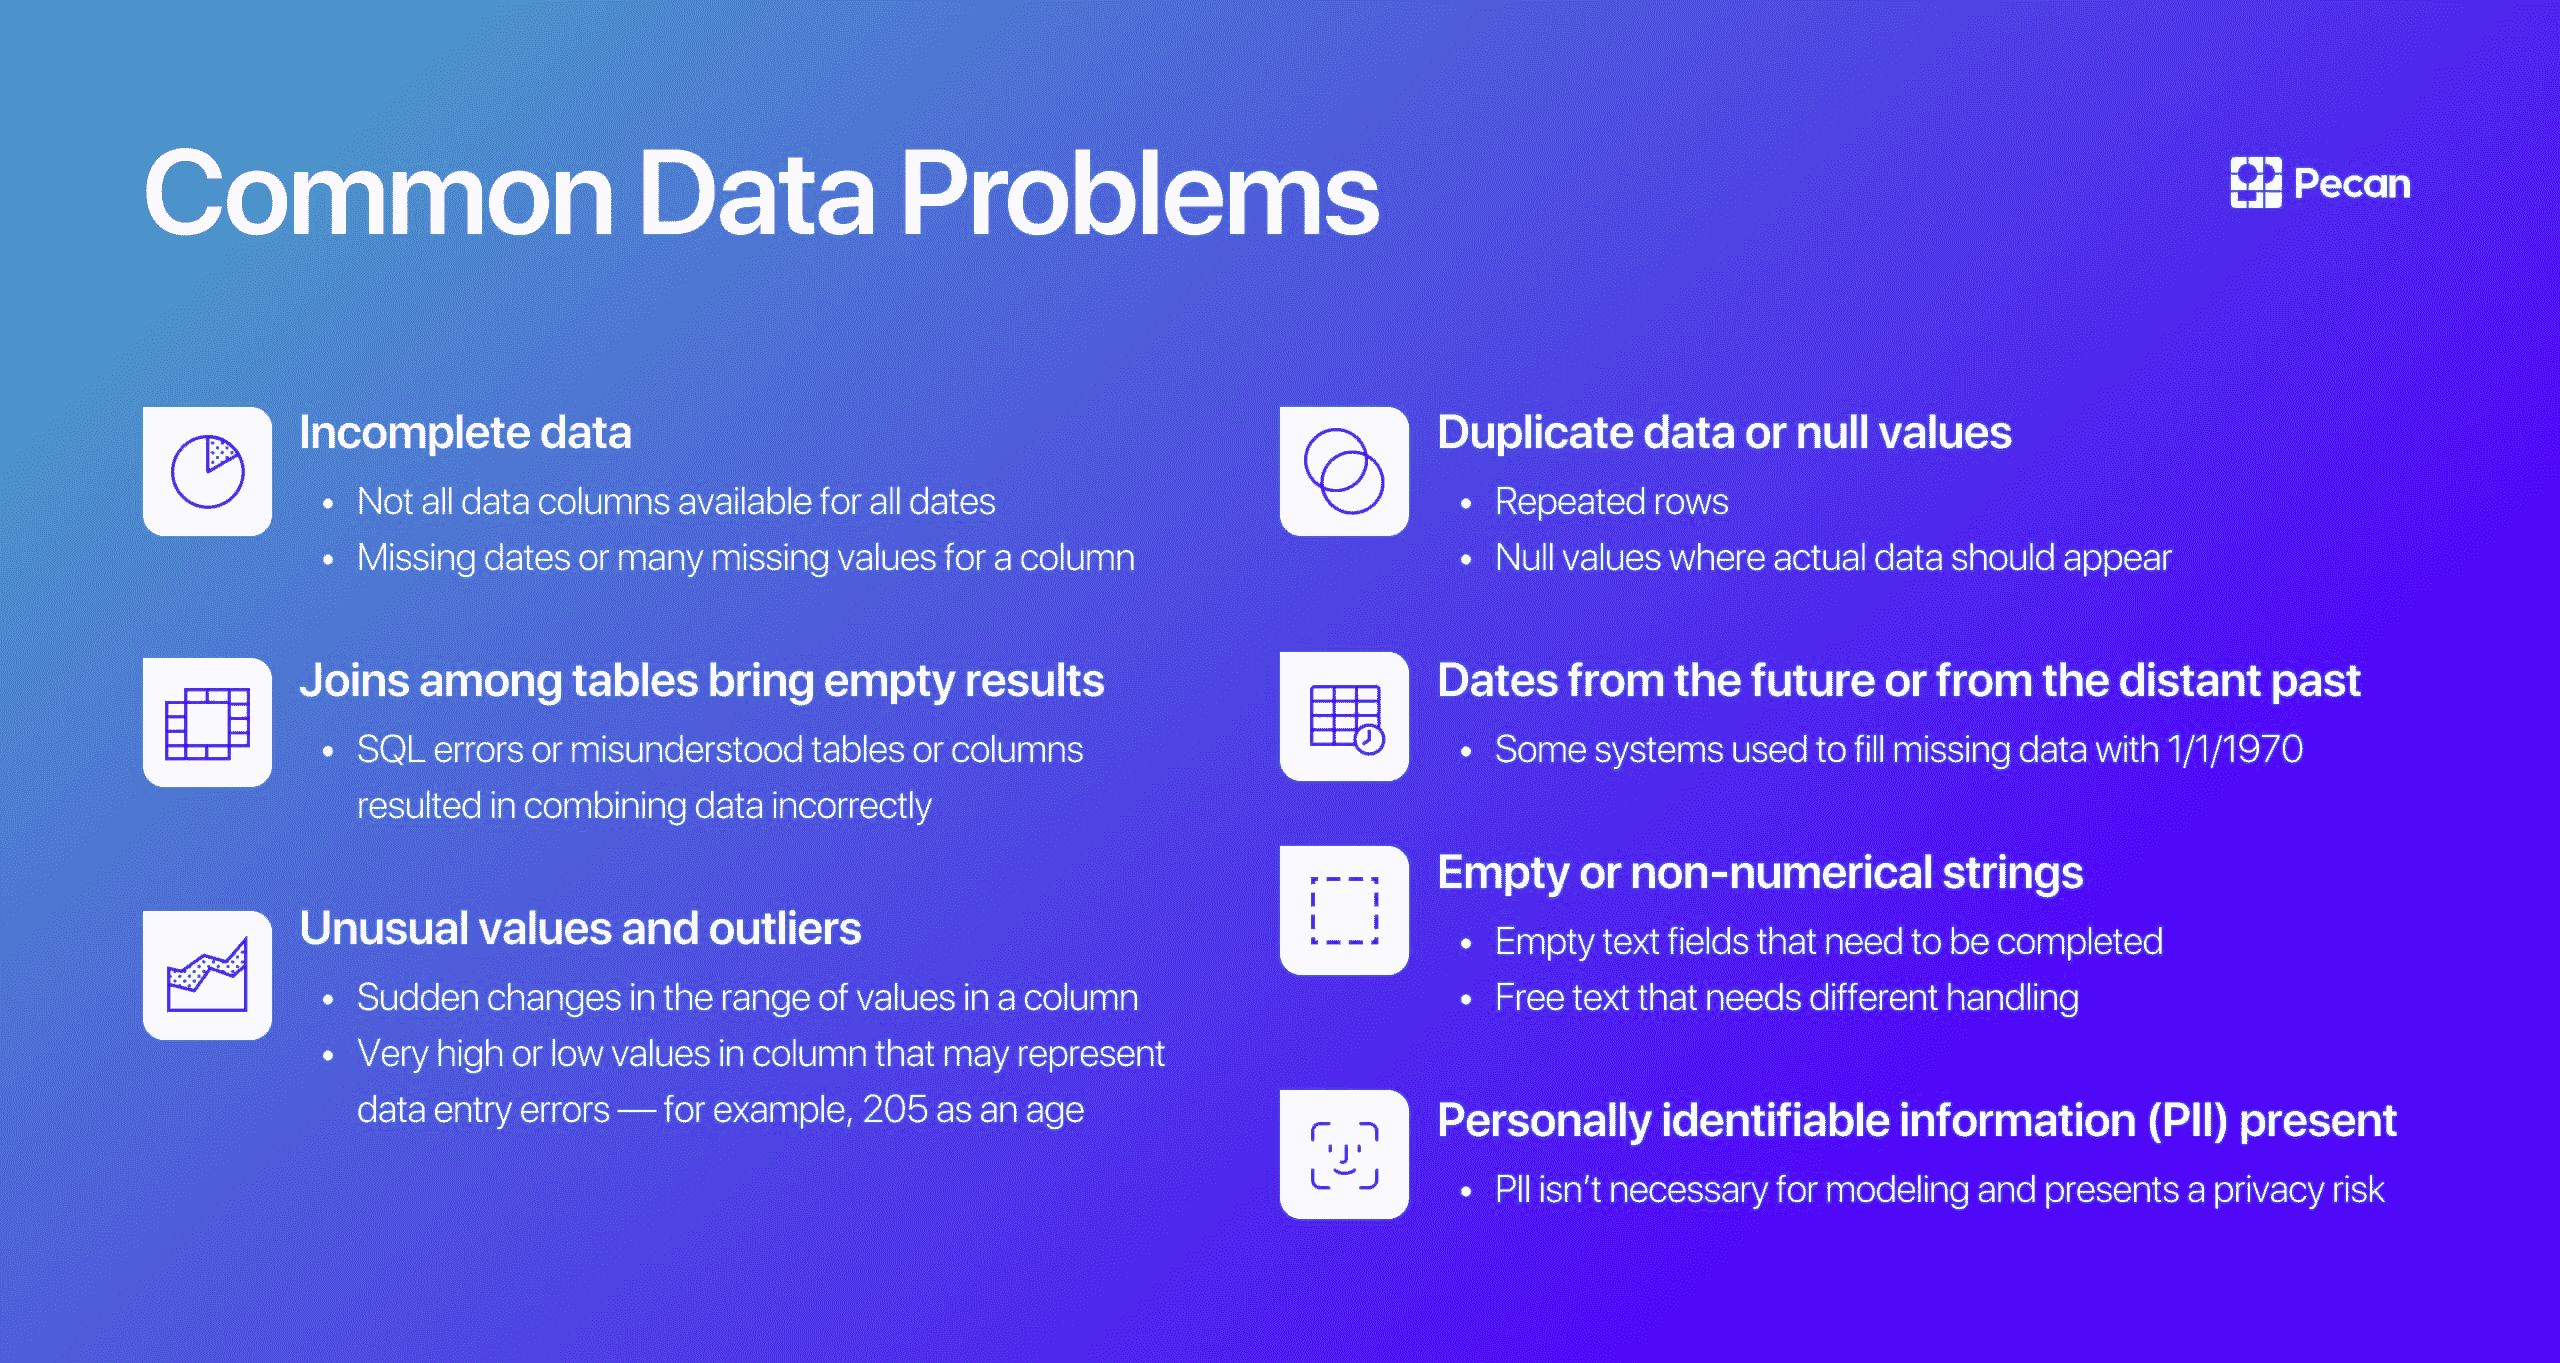 Common Data Problems
Pecan
Incomplete data
• Not all data columns available for all dates
• Missing dates or many missing values for a column
Joins among tables bring empty results
• SQL errors or misunderstood tables or columns
resulted in combining data incorrectly
Unusual values and outliers
• Sudden changes in the range of values in a column
• Very high or low values in column that may represent
data entry errors — for example, 205 as an age
Duplicate data or null values
• Repeated rows
• Null values where actual data should appear
Dates from the future or from the distant past
• Some systems used to fill missing data with 1/1/1970
Empty or non-numerical strings
• Empty text fields that need to be completed
• Free text that needs different handling
Personally identifiable information (PII) present
• PII isn’t necessary for modeling and presents a privacy risk